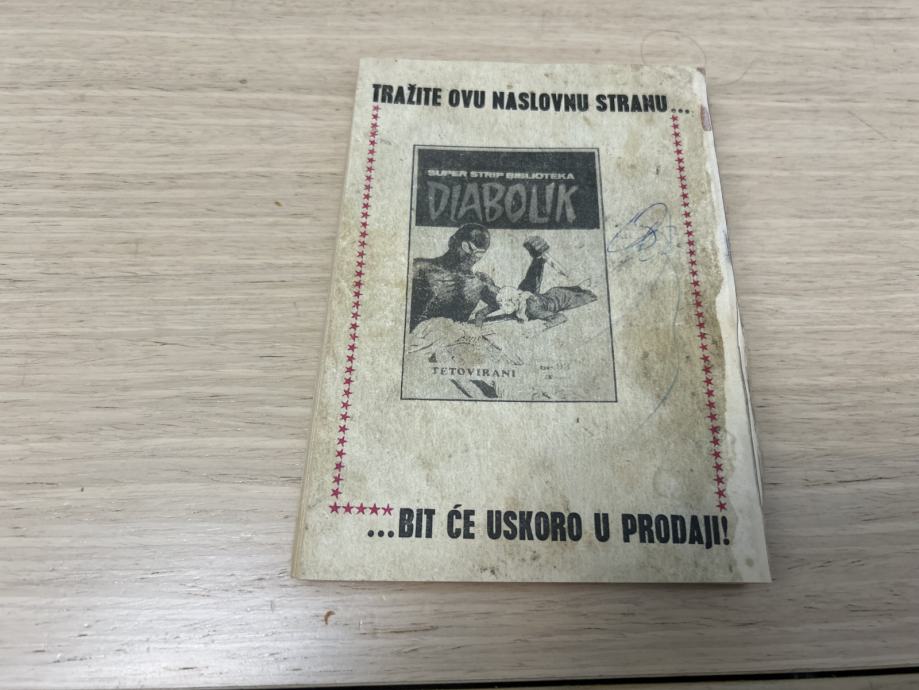 TRAŽITE OVU NASLOVNU STRANU...
SUPER STRIP BIBLIOTEKA
DIABOLIK
TETOVIRANI
...BIT ĆE USKORO U PRODAJI!